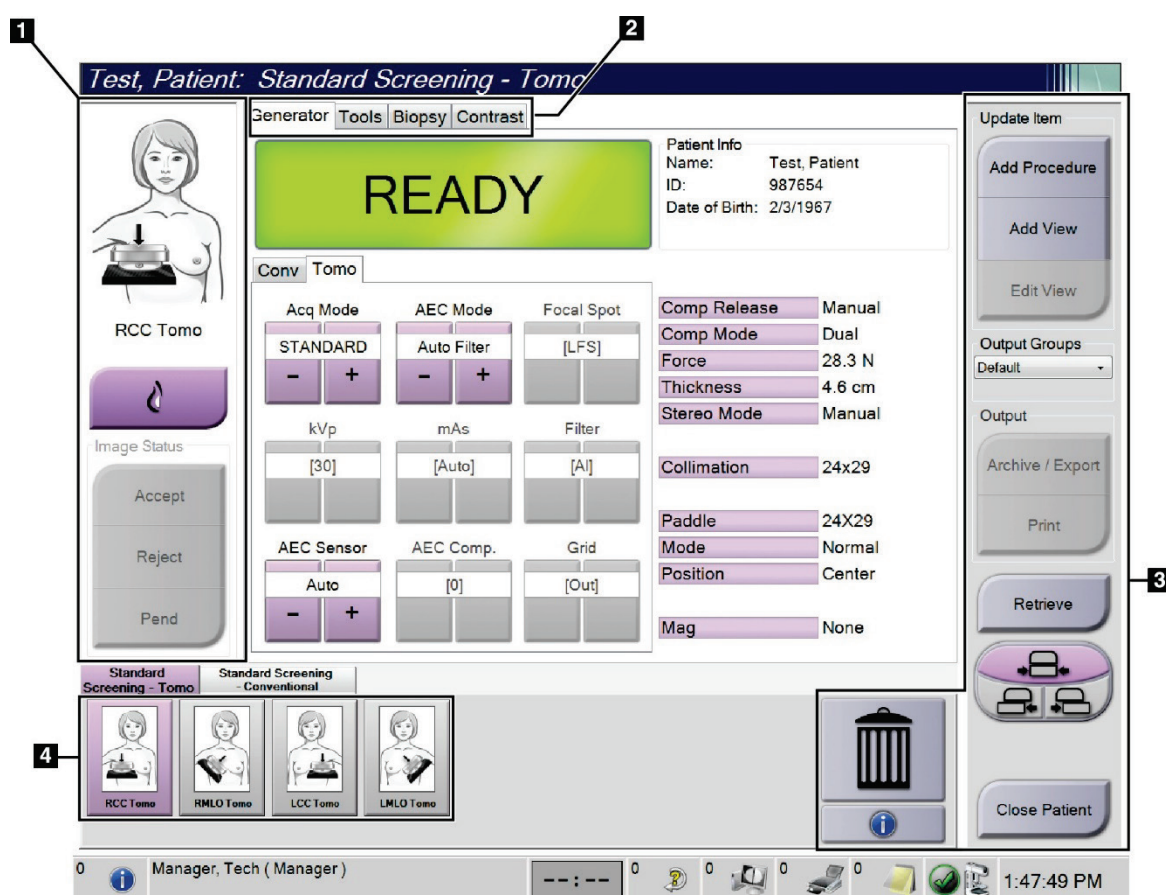 1
2
Test, Patient: Standard Screening - Tomo
Generator Tools Biopsy Contrast
READY
Patient Info
Name: Test, Patient
ID: 987654
Date of Birth: 2/3/1967
Update Item
Add Procedure
Add View
Edit View
RCC Tomo
Conv Tomo
Acq Mode AEC Mode Focal Spot
STANDARD Auto Filter [LFS]
- + - +
kVp mAs Filter
[30] [Auto] [Al]
AEC Sensor AEC Comp. Grid
Auto [0] [Out]
- +
Comp Release Manual
Comp Mode Dual
Force 28.3 N
Thickness 4.6 cm
Stereo Mode Manual
Collimation 24x29
Paddle 24X29
Mode Normal
Position Center
Mag None
Output Groups
Default
Output
Archive / Export
Print
Retrieve
3
Image Status
Accept
Reject
Pend
Standard
Screening - Tomo
Standard Screening
- Conventional
4
RCC Tomo RMLO Tomo LCC Tomo LMLO Tomo
i
Close Patient
0 i Manager, Tech ( Manager ) --:-- 0 ? 0 0 0 1:47:49 PM